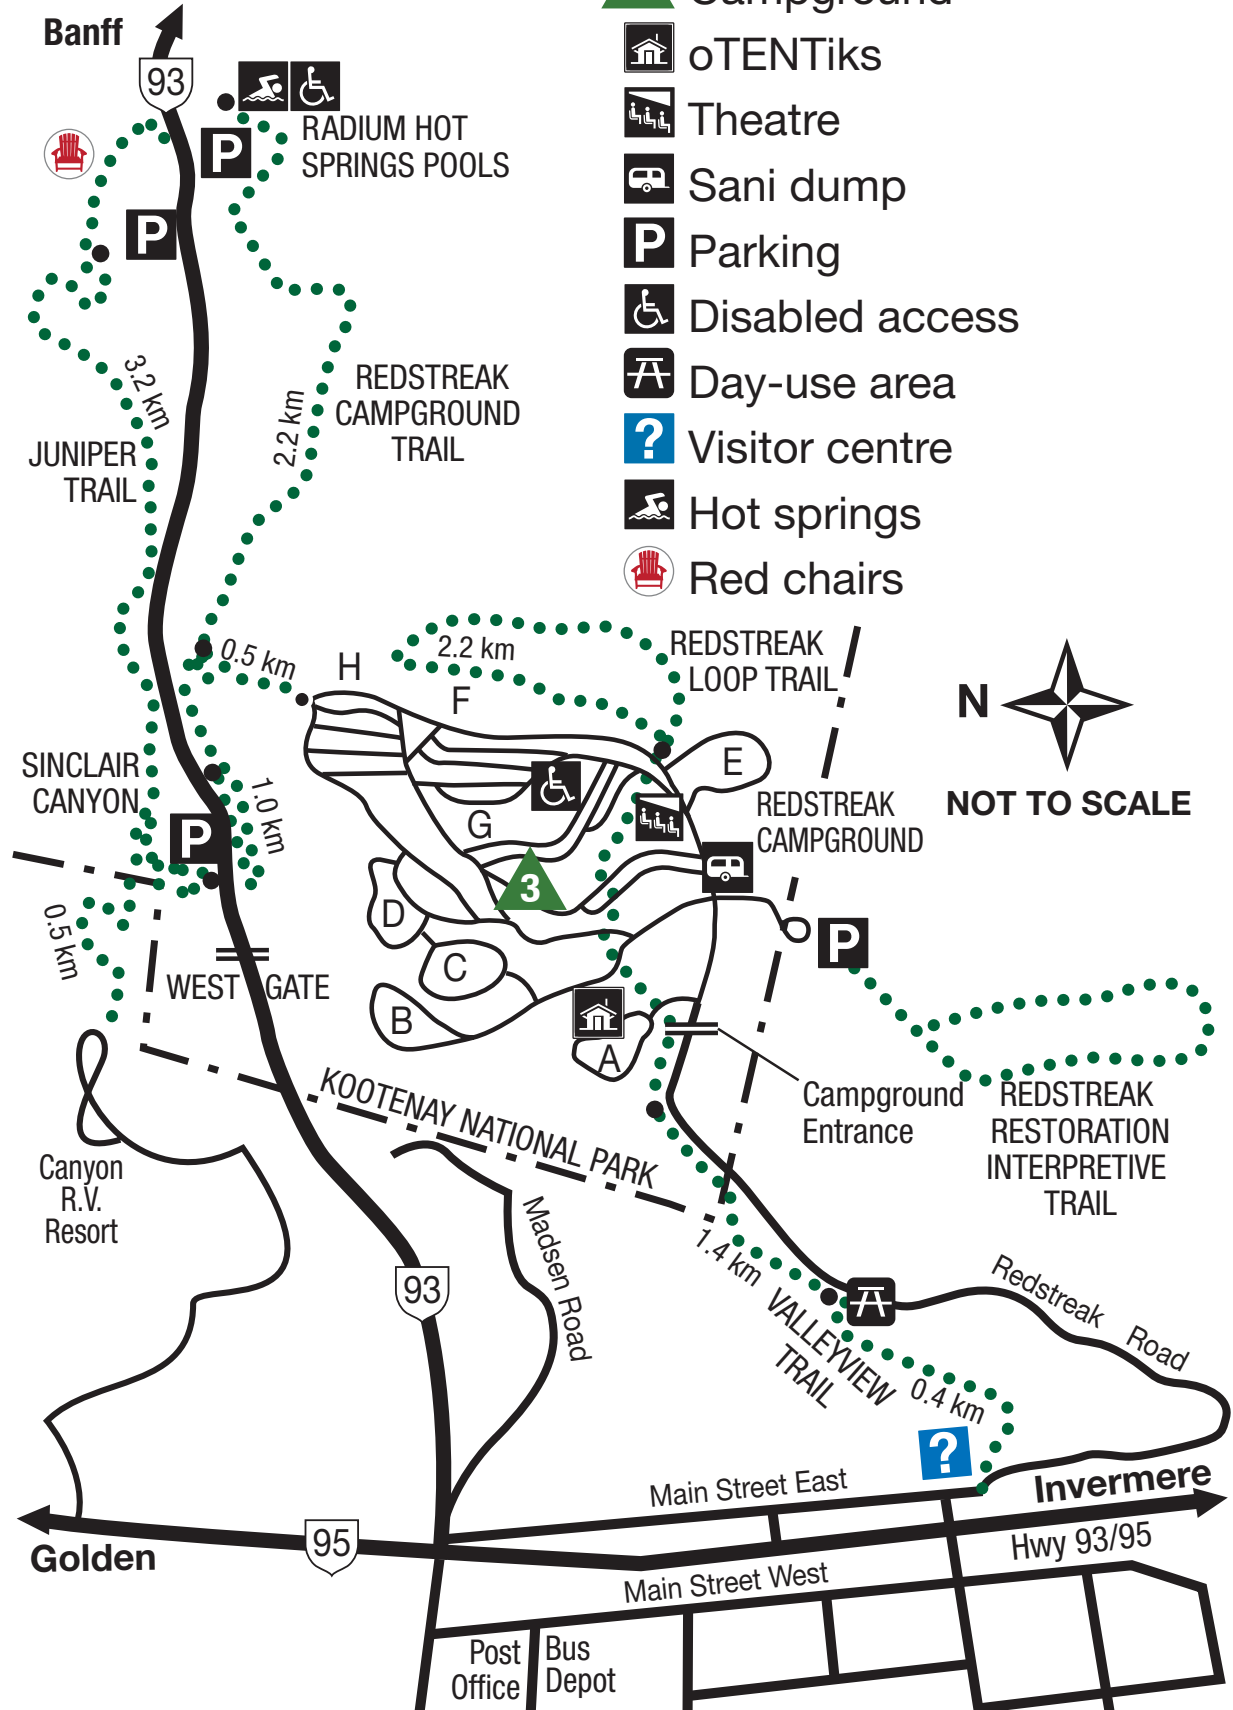 Campground
oTENTiks
Theatre
Sani dump
P
Parking
Disabled access
Day-use area
?
Visitor centre
Hot springs
Red chairs
Banff
93
P
RADIUM HOT
SPRINGS POOLS
P
3.2 km
JUNIPER
TRAIL
2.2 km
REDSTREAK
CAMPGROUND
TRAIL
0.5 km
H
F
2.2 km
REDSTREAK
LOOP TRAIL
N
NOT TO SCALE
E
SINCLAIR
CANYON
P
1.0 km
G
REDSTREAK
CAMPGROUND
3
D
C
B
A
P
0.5 km
WEST GATE
KOOTENAY NATIONAL PARK
Campground
Entrance
REDSTREAK
RESTORATION
INTERPRETIVE
TRAIL
Canyon
R.V.
Resort
Madsen Road
93
1.4 km
VALLEYVIEW
TRAIL
Redstreak Road
0.4 km
?
Main Street East
Invermere
Golden
95
Hwy 93/95
Main Street West
Post
Office
Bus
Depot